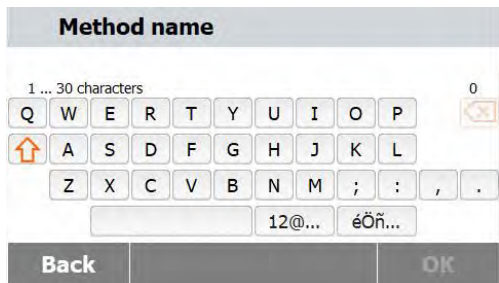 Method name
1 ... 30 characters 0
Q W E R T Y U I O P
A S D F G H J K L
Z X C V B N M ; : , .
12@... éÖñ...
Back OK